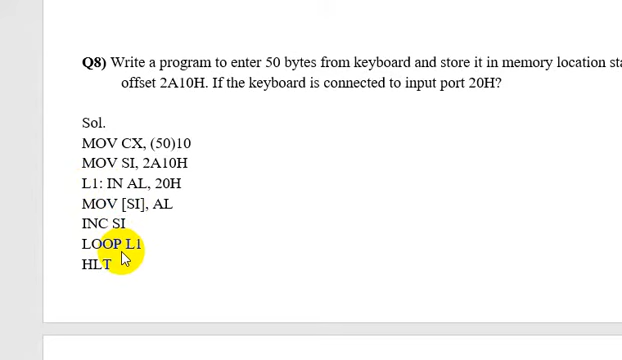 Q8) Write a program to enter 50 bytes from keyboard and store it in memory location
offset 2A10H. If the keyboard is connected to input port 20H?
Sol.
MOV CX, (50)10
MOV SI, 2A10H
L1: IN AL, 20H
MOV [SI], AL
INC SI
LOOP L1
HLT